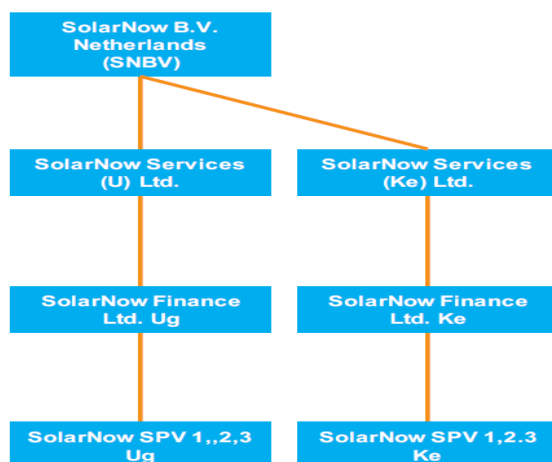 SolarNow B.V.
Netherlands
(SNBV)
SolarNow Services
(U) Ltd.
SolarNow Services
(Ke) Ltd.
SolarNow Finance
Ltd. Ug
SolarNow Finance
Ltd. Ke
SolarNow SPV 1,,2,3
Ug
SolarNow SPV 1,2.3
Ke